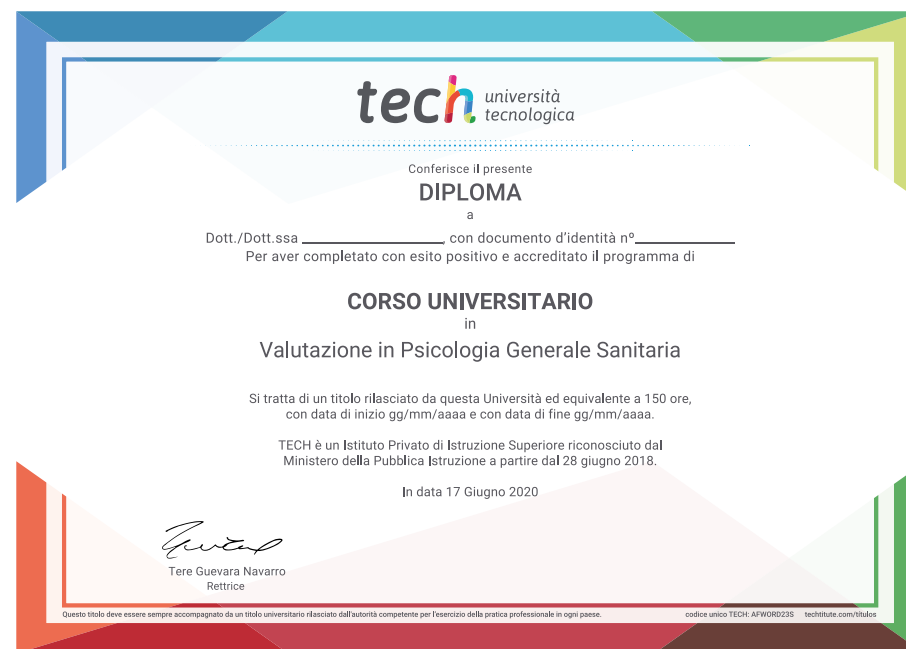 tech università
tecnologica
Conferisce il presente
DIPLOMA
a
Dott./Dott.ssa ____________________, con documento d'identità nº______________
Per aver completato con esito positivo e accreditato il programma di
CORSO UNIVERSITARIO
in
Valutazione in Psicologia Generale Sanitaria
Si tratta di un titolo rilasciato da questa Università ed equivalente a 150 ore,
con data di inizio gg/mm/aaaa e con data di fine gg/mm/aaaa.
TECH è un Istituto Privato di Istruzione Superiore riconosciuto dal
Ministero della Pubblica Istruzione a partire dal 28 giugno 2018.
In data 17 Giugno 2020
Tere Guevara Navarro
Rettrice
Questo titolo deve essere sempre accompagnato da un titolo universitario rilasciato dall'autorità competente per l'esercizio della pratica professionale in ogni paese. codice unico TECH: AFWORD23S techtitute.com/titulos